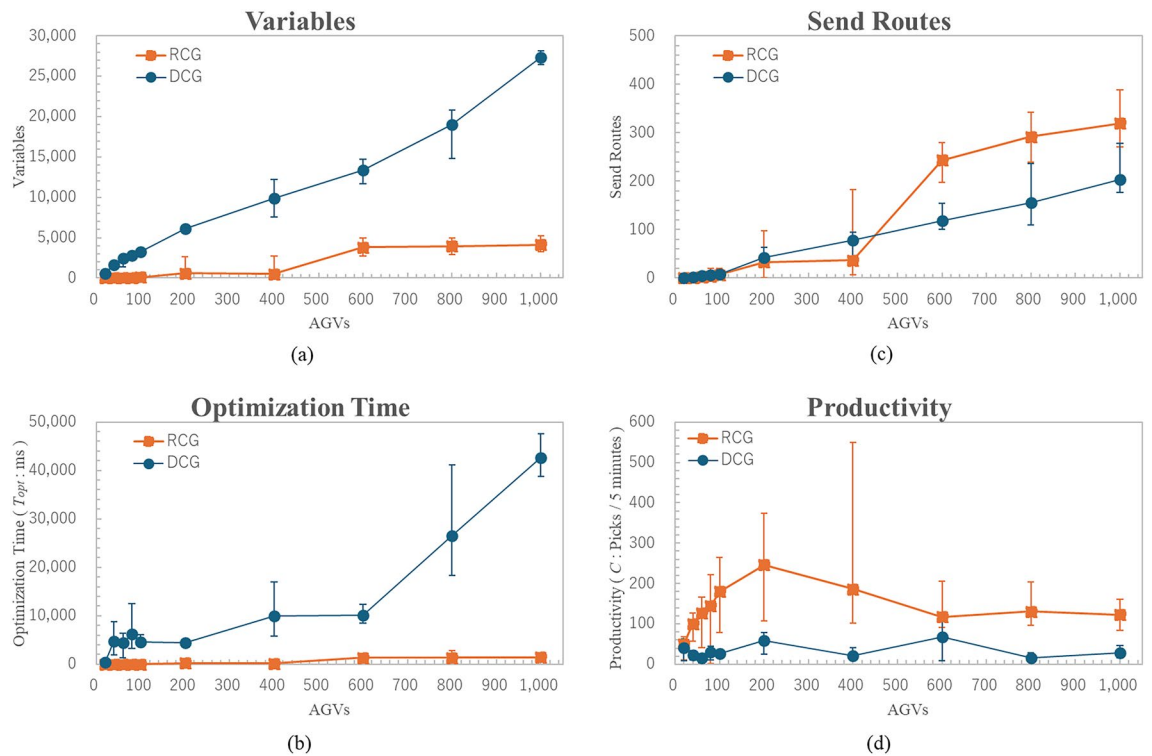 Variables
30,000
25,000
20,000
15,000
10,000
5,000
0
Variables
RCG
DCG
0 100 200 300 400 500 600 700 800 900 1,000
AGVs
(a)
Send Routes
500
400
300
200
100
0
Send Routes
RCG
DCG
0 100 200 300 400 500 600 700 800 900 1,000
AGVs
(c)
Optimization Time
50,000
40,000
30,000
20,000
10,000
0
Optimization Time ( Topt : ms )
RCG
DCG
0 100 200 300 400 500 600 700 800 900 1,000
AGVs
(b)
Productivity
600
500
400
300
200
100
0
Productivity ( C : Picks / 5 minutes )
RCG
DCG
0 100 200 300 400 500 600 700 800 900 1,000
AGVs
(d)